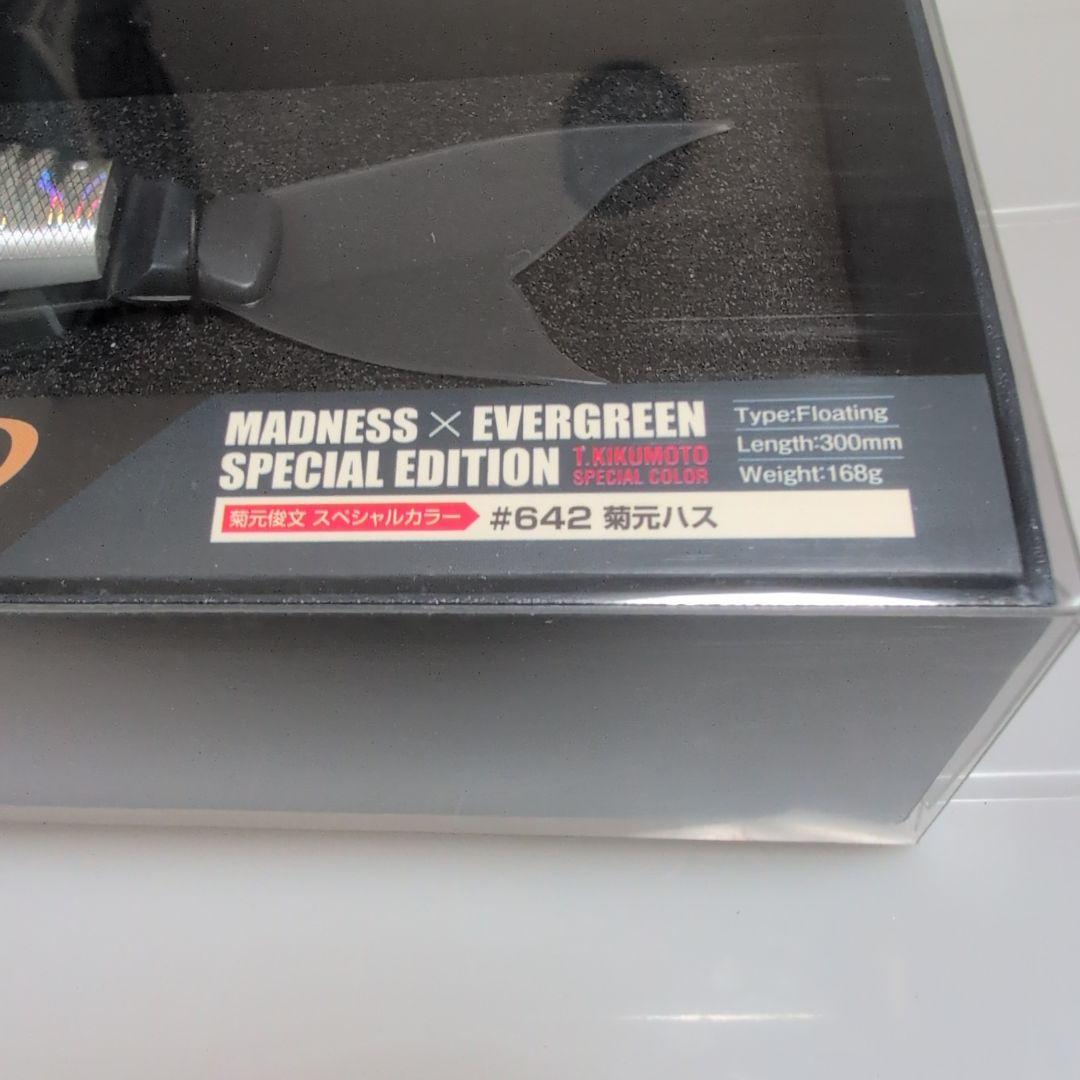 MADNESS × EVERGREEN
SPECIAL EDITION T.KIKUMOTO SPECIAL COLOR
Type:Floating
Length:300mm
Weight:168g
菊元俊文 スペシャルカラー #642 菊元ハス